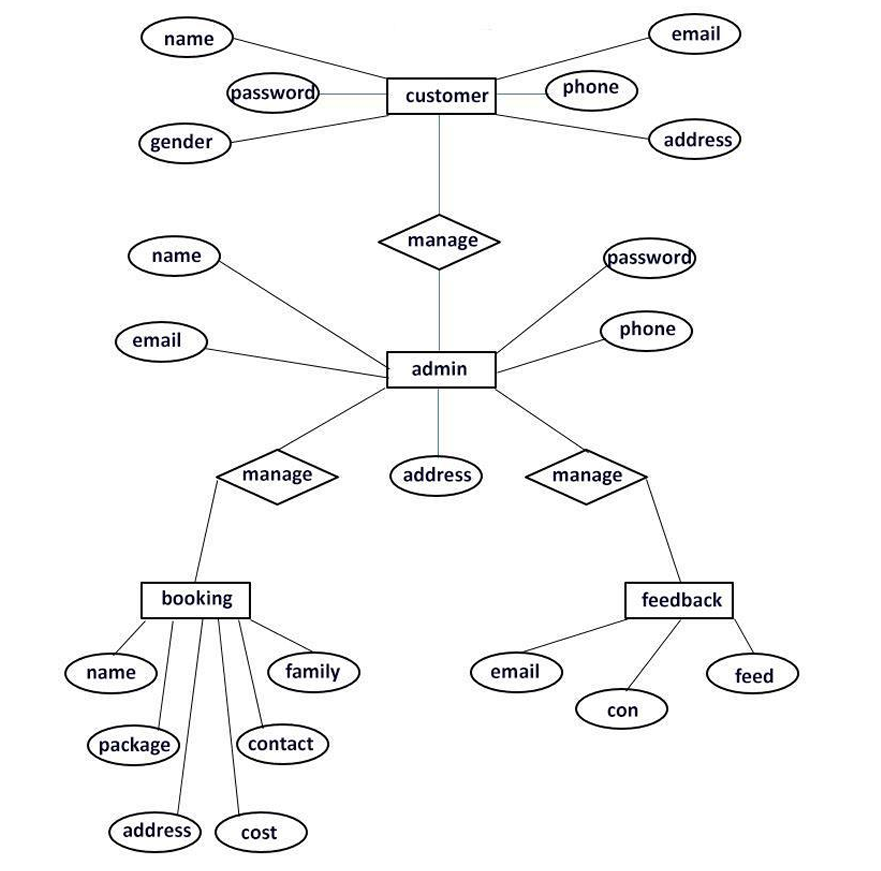 name
email
password
customer
phone
gender
address
manage
name
password
email
phone
admin
manage
address
manage
booking
feedback
name
family
email
feed
con
package
contact
address
cost